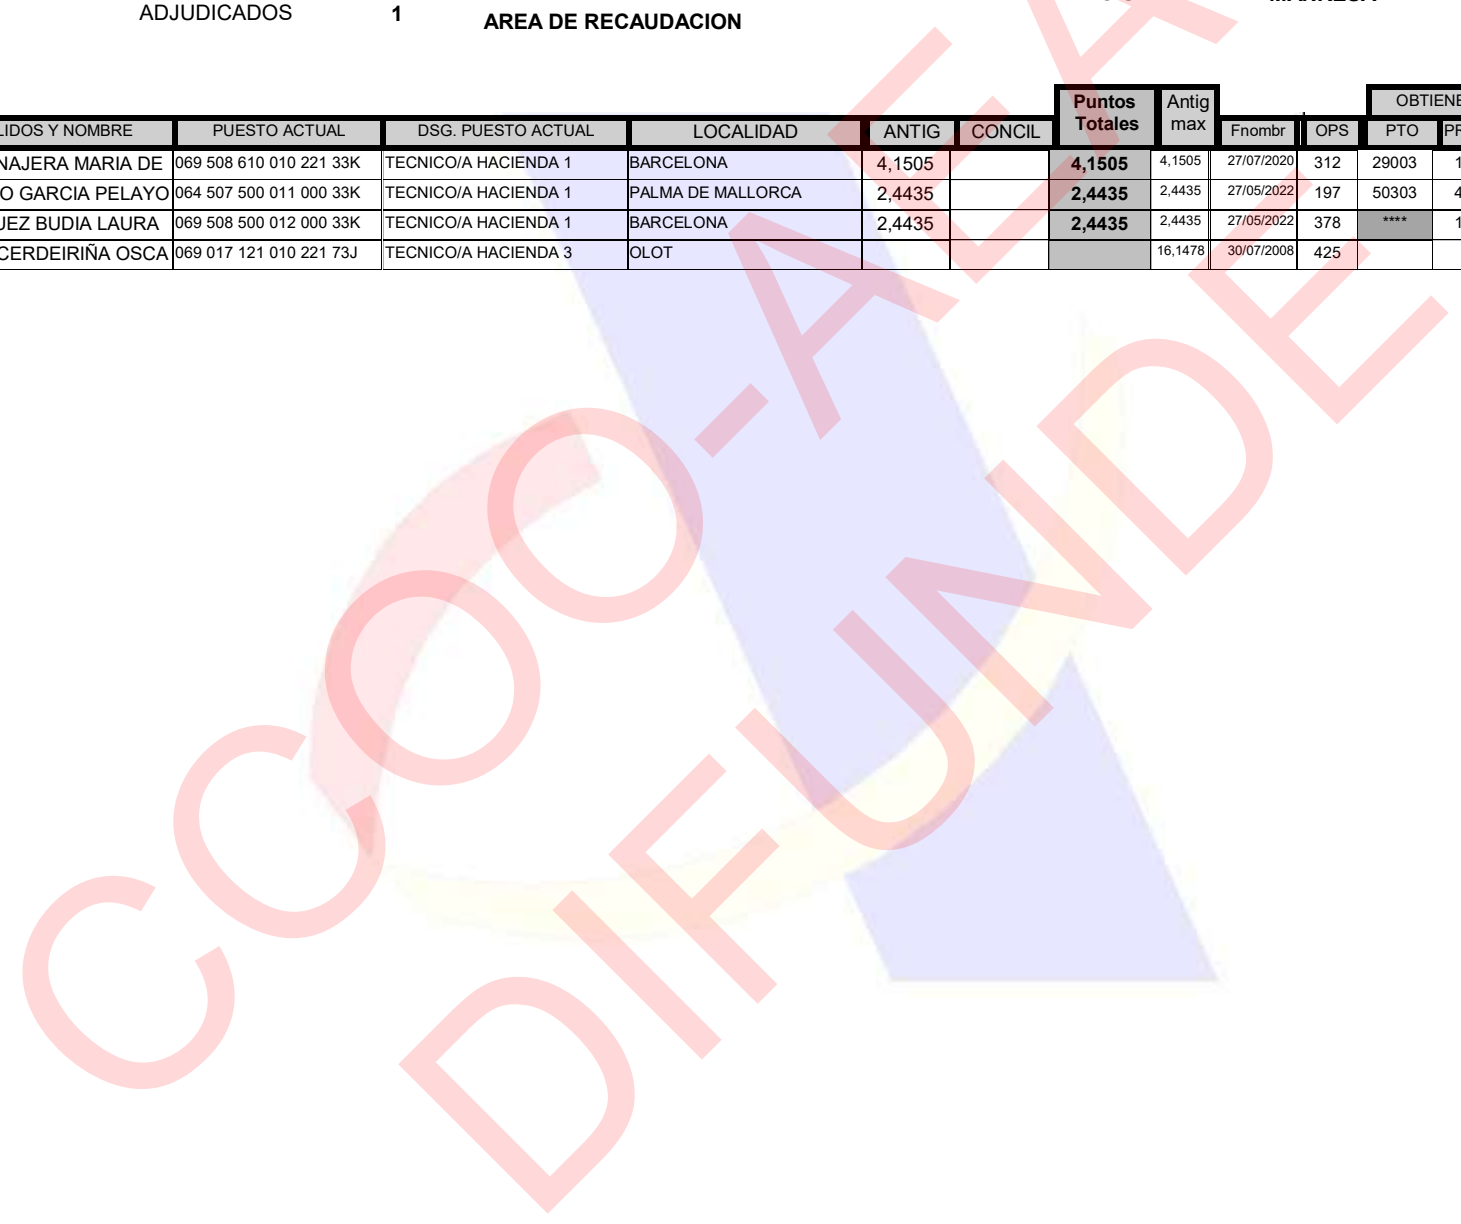 ADJUDICADOS 1 AREA DE RECAUDACION
Puntos Totales Antig max OBTIENE
LIDOS Y NOMBRE PUESTO ACTUAL DSG. PUESTO ACTUAL LOCALIDAD ANTIG CONCIL Fnombr OPS PTO PR
NAJERA MARIA DE 069 508 610 010 221 33K TECNICO/A HACIENDA 1 BARCELONA 4,1505 4,1505 4,1505 27/07/2020 312 29003 1
O GARCIA PELAYO 064 507 500 011 000 33K TECNICO/A HACIENDA 1 PALMA DE MALLORCA 2,4435 2,4435 2,4435 27/05/2022 197 50303 4
UEZ BUDIA LAURA 069 508 500 012 000 33K TECNICO/A HACIENDA 1 BARCELONA 2,4435 2,4435 2,4435 27/05/2022 378 **** 1
CERDEIRIÑA OSCA 069 017 121 010 221 73J TECNICO/A HACIENDA 3 OLOT 16,1478 30/07/2008 425
CCOO-AEA
DIFUNDE